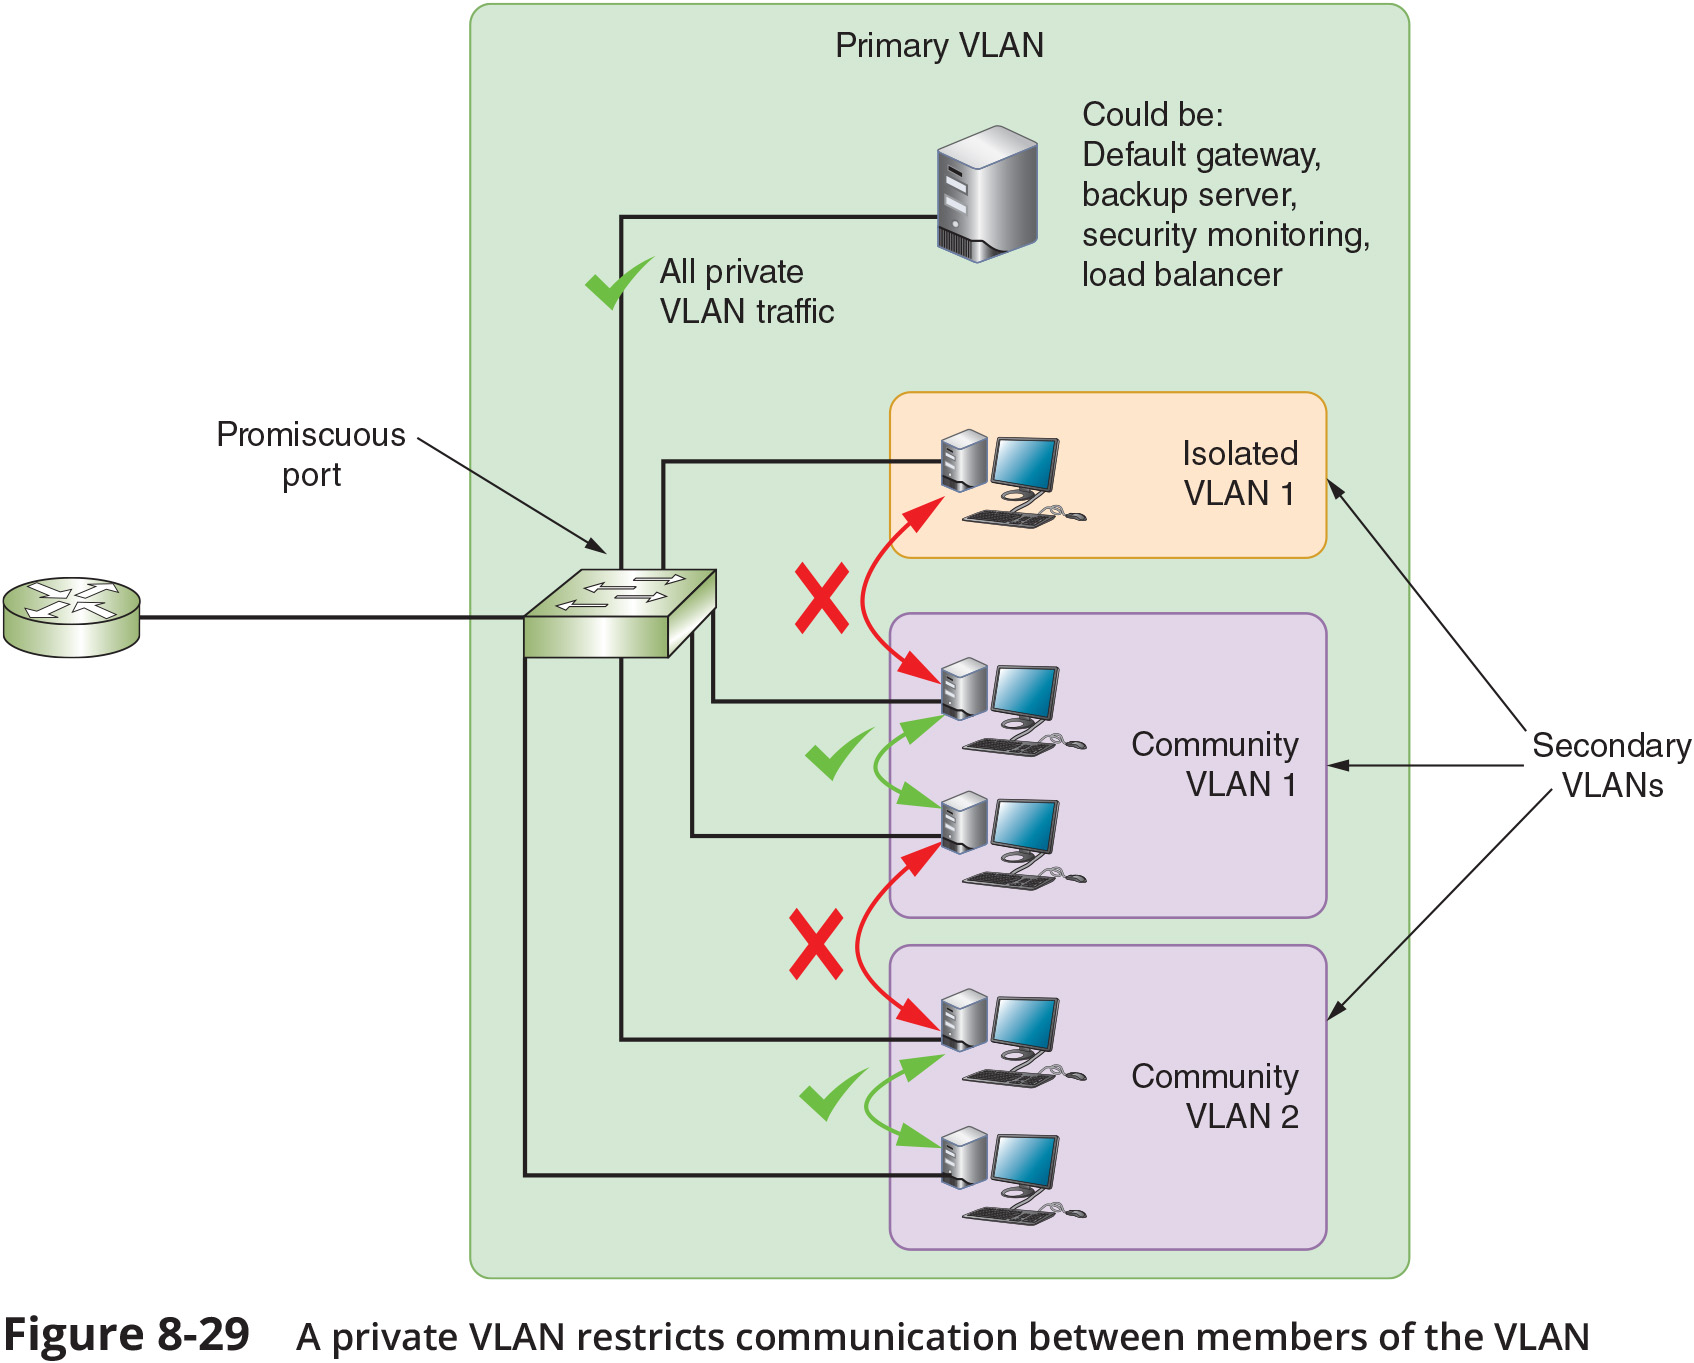 Primary VLAN
Could be:
Default gateway,
backup server,
security monitoring,
load balancer
All private
VLAN traffic
Promiscuous
port
Isolated
VLAN 1
Community
VLAN 1
Secondary
VLANs
Community
VLAN 2
Figure 8-29 A private VLAN restricts communication between members of the VLAN